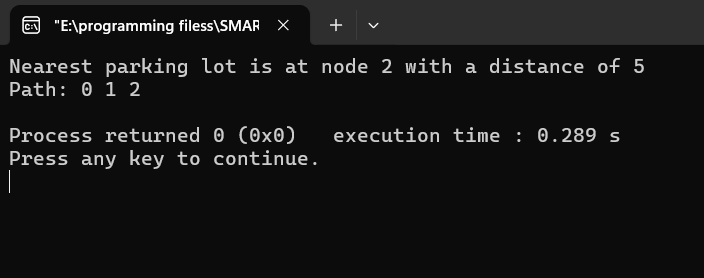 "E:\programming filess\SMAR
Nearest parking lot is at node 2 with a distance of 5
Path: 0 1 2
Process returned 0 (0x0)   execution time : 0.289 s
Press any key to continue.